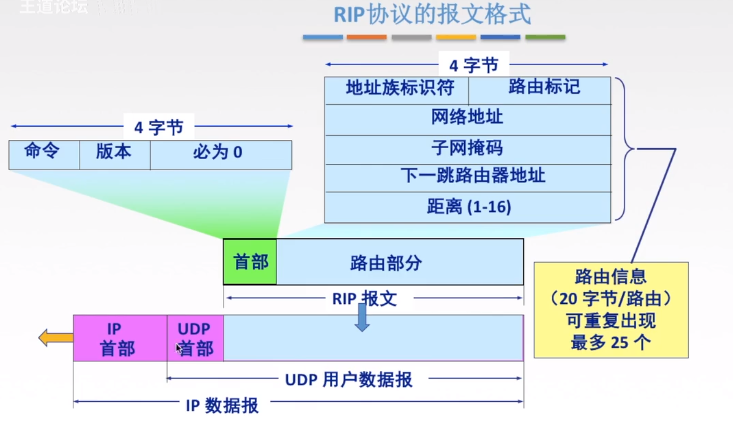 王道论坛
RIP协议的报文格式
4 字节
地址族标识符
路由标记
网络地址
子网掩码
下一跳路由器地址
距离 (1-16)
4 字节
命令
版本
必为 0
首部
路由部分
RIP 报文
路由信息
（20 字节/路由）
可重复出现
最多 25 个
IP
首部
UDP
首部
UDP 用户数据报
IP 数据报